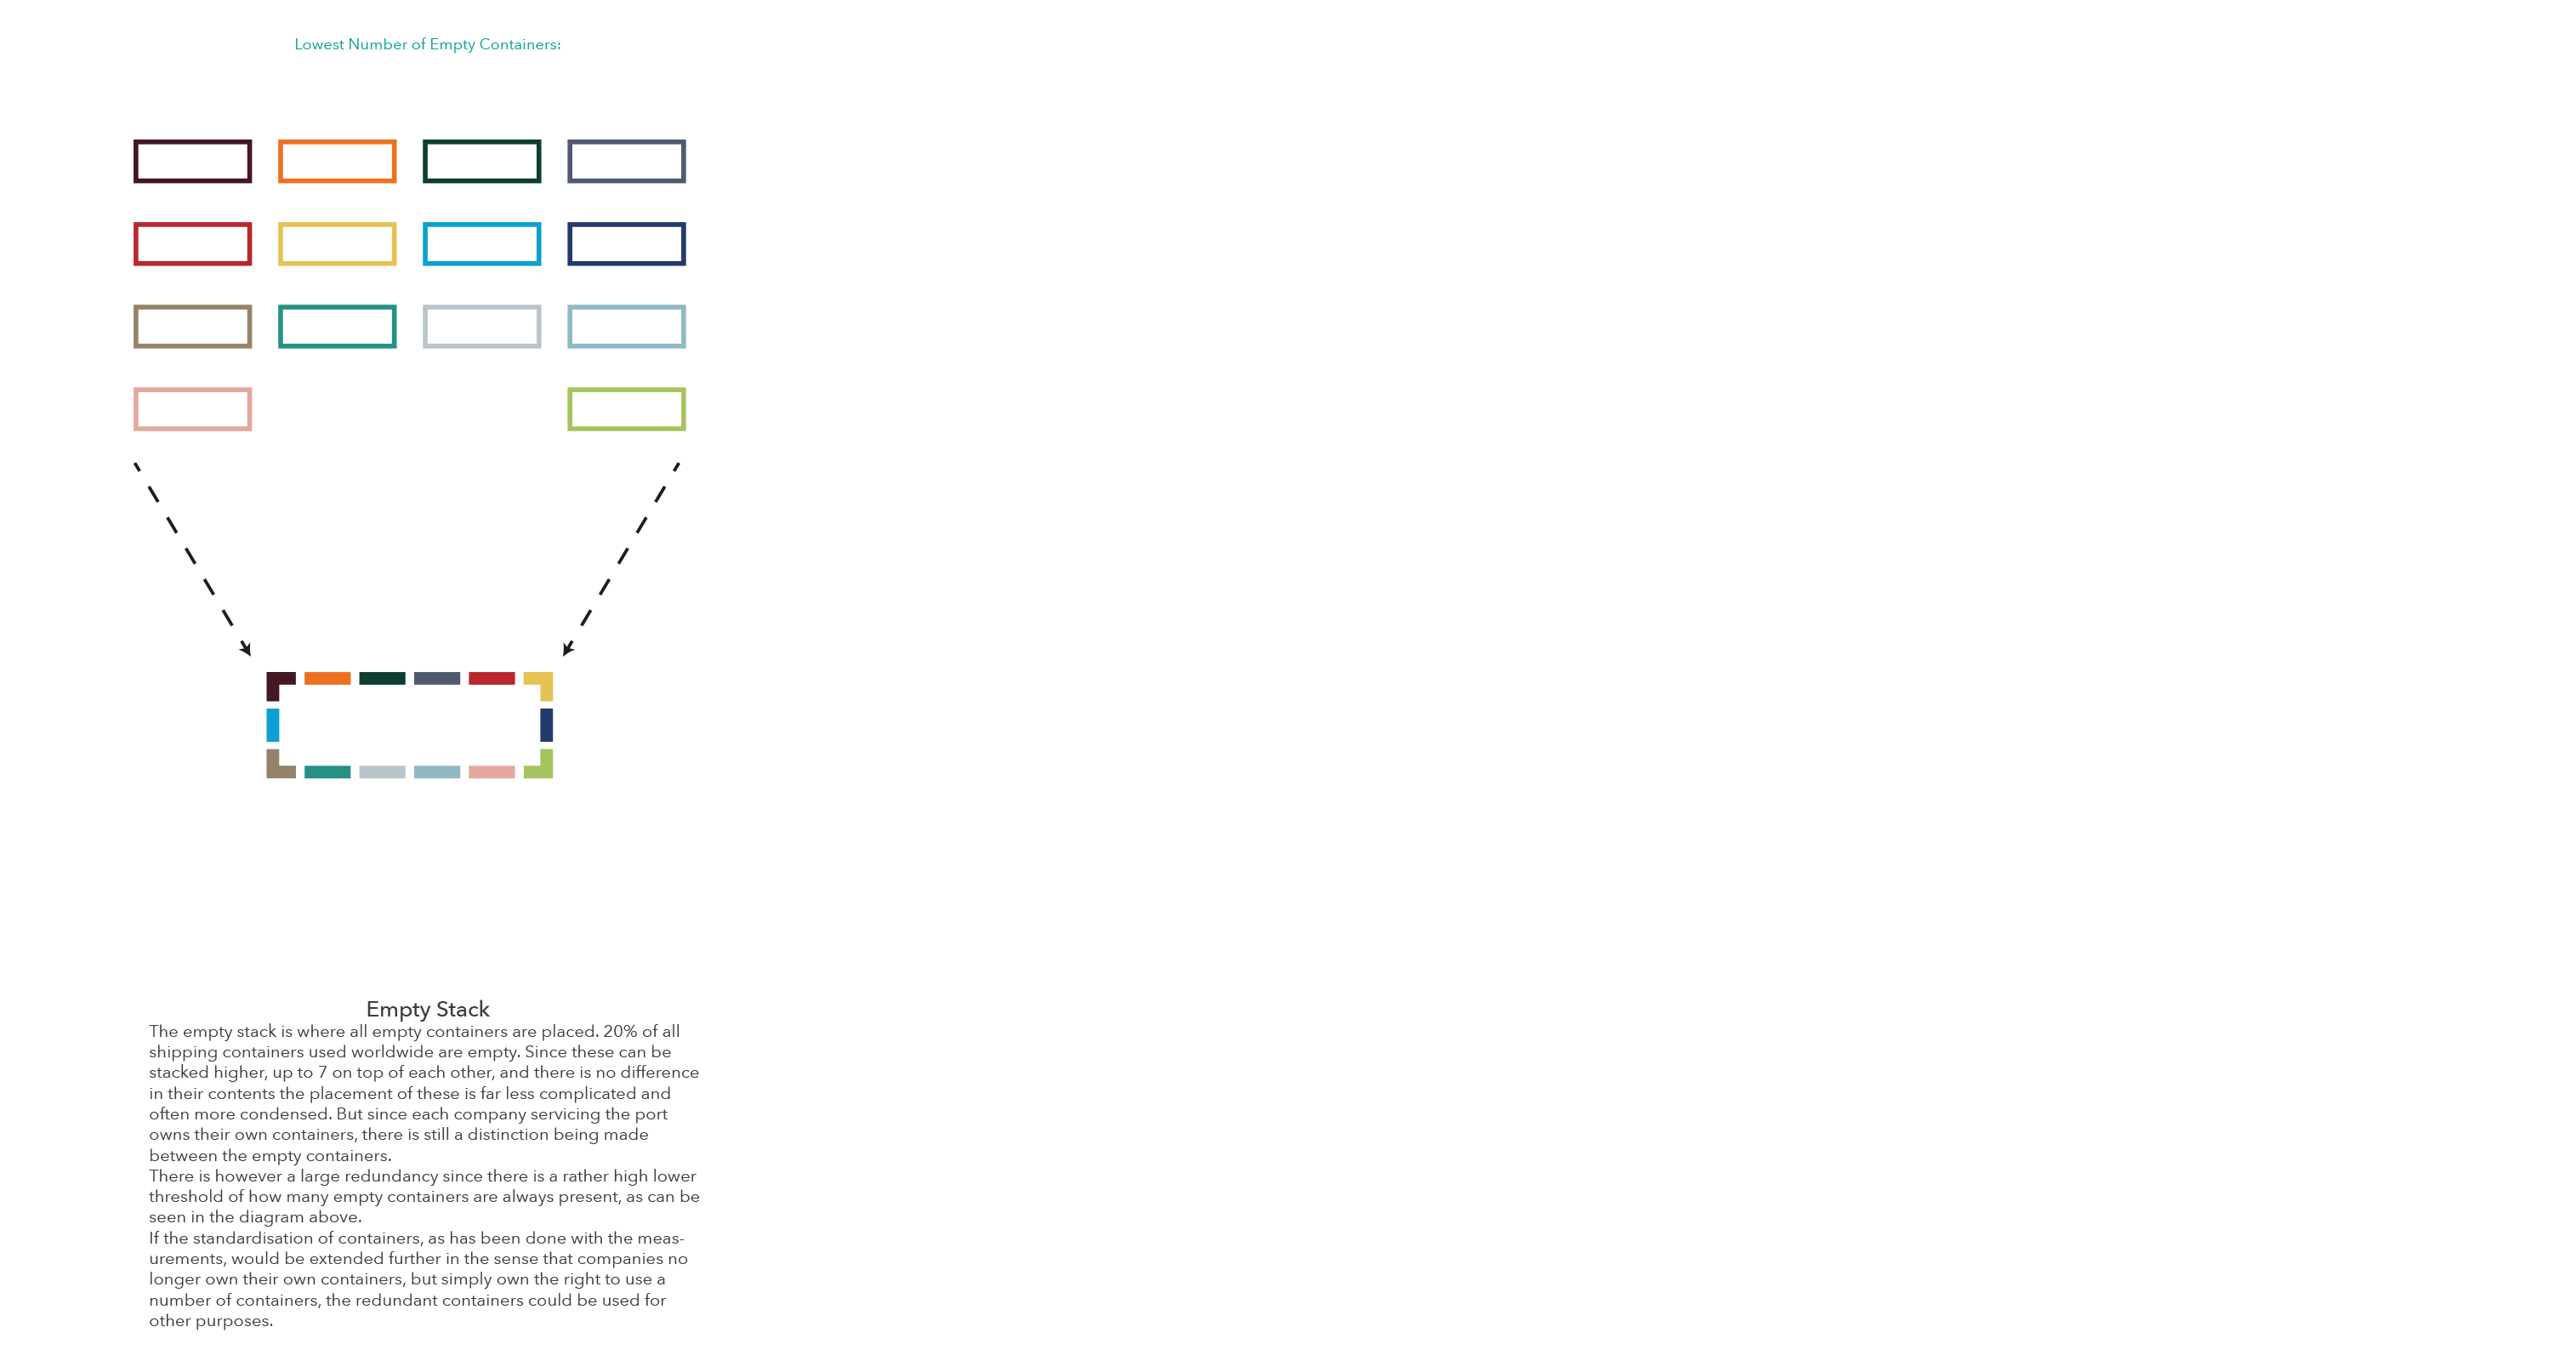 Lowest Number of Empty Containers:
Empty Stack
The empty stack is where all empty containers are placed. 20% of all
shipping containers used worldwide are empty. Since these can be
stacked higher, up to 7 on top of each other, and there is no difference
in their contents the placement of these is far less complicated and
often more condensed. But since each company servicing the port
owns their own containers, there is still a distinction being made
between the empty containers.
There is however a large redundancy since there is a rather high lower
threshold of how many empty containers are always present, as can be
seen in the diagram above.
If the standardisation of containers, as has been done with the meas-
urements, would be extended further in the sense that companies no
longer own their own containers, but simply own the right to use a
number of containers, the redundant containers could be used for
other purposes.